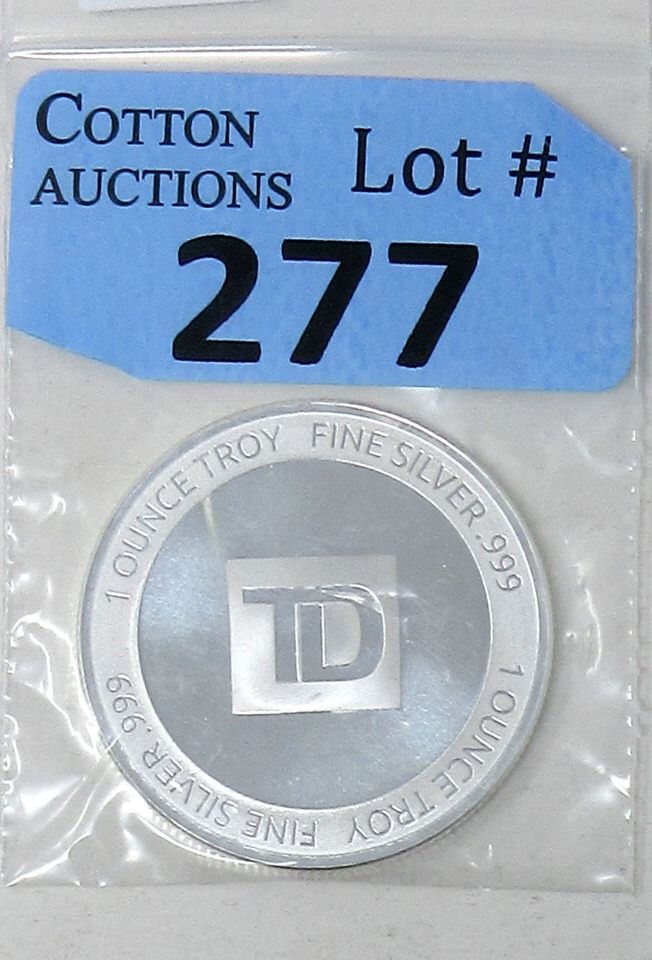 COTTON
AUCTIONS
Lot #
277
1 OUNCE TROY FINE SILVER .999
1 OUNCE TROY FINE SILVER .999
TD